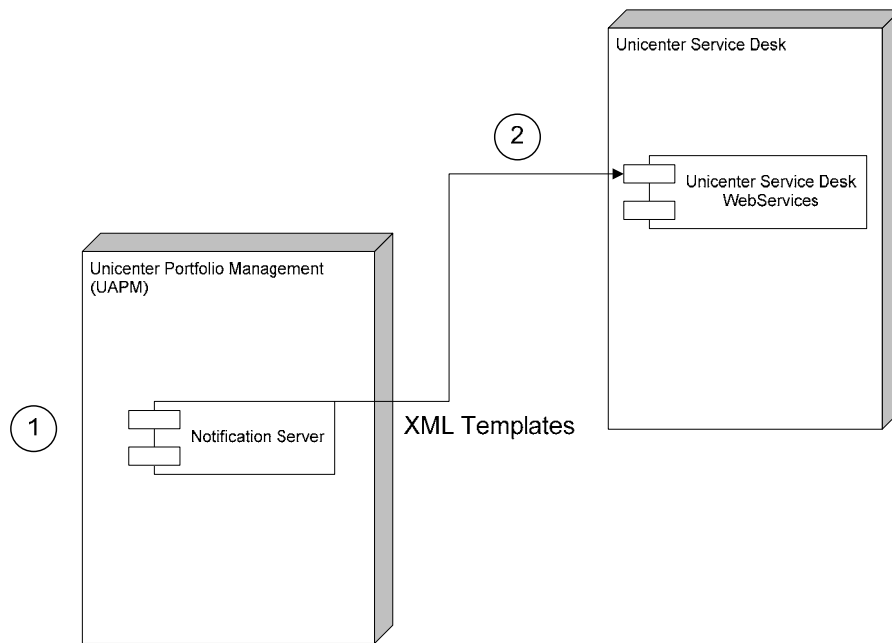 Unicenter Service Desk
2
Unicenter Service Desk
WebServices
Unicenter Portfolio Management
(UAPM)
1
Notification Server
XML Templates